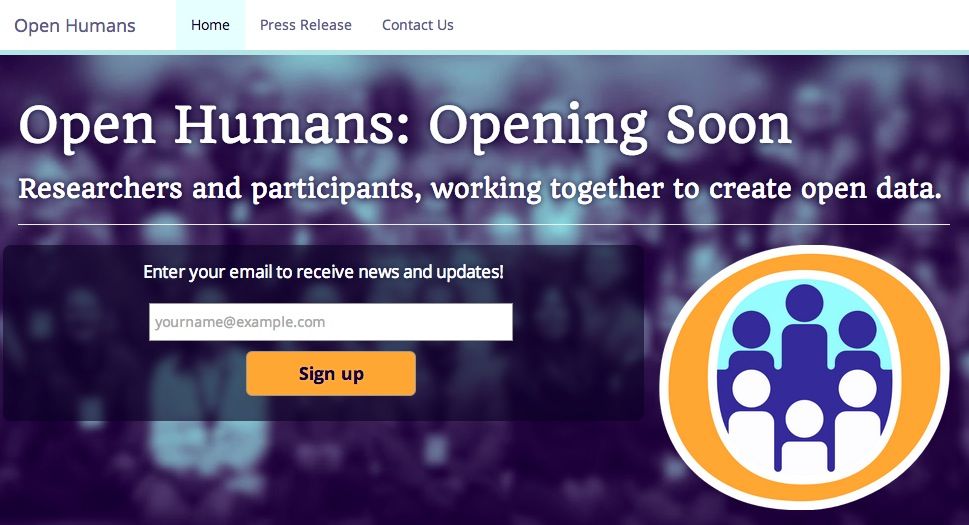 Open Humans
Home
Press Release
Contact Us
Open Humans: Opening Soon
Researchers and participants, working together to create open data.
Enter your email to receive news and updates!
yourname@example.com
Sign up